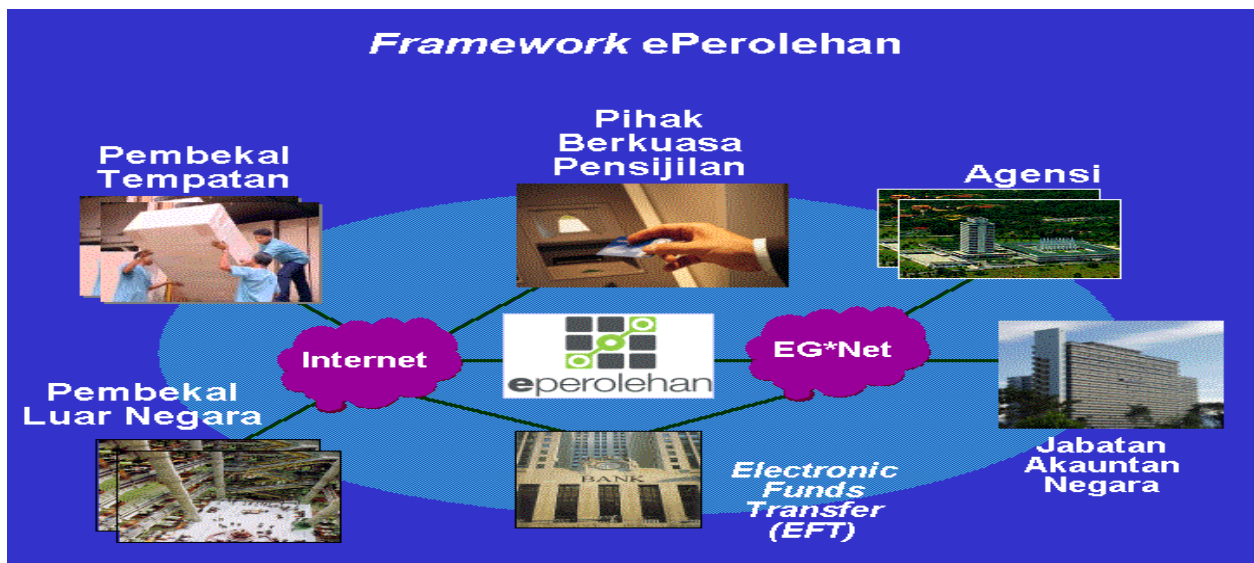 Framework ePerolehan
Pihak
Berkuasa
Pensijilan
Pembekal
Tempatan
Agensi
Internet
eperolehan
EG*Net
Pembekal
Luar Negara
BANK
Electronic
Funds
Transfer
(EFT)
Jabatan
Akauntan
Negara